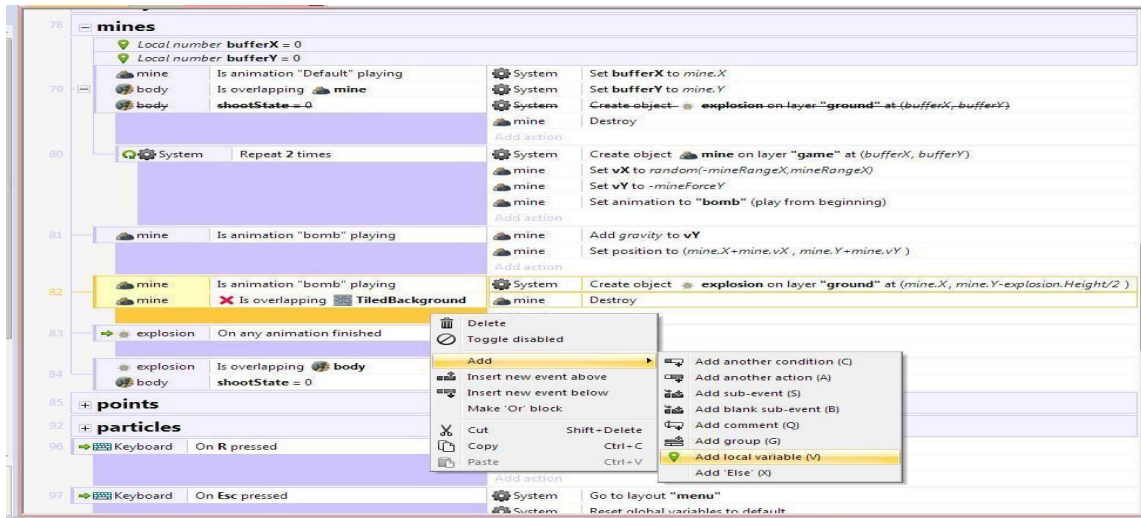 78 mines
Local number bufferX = 0
Local number bufferY = 0
mine Is animation "Default" playing System Set bufferX to mine.X
79 body Is overlapping mine System Set bufferY to mine.Y
body shootState = 0 System Create object explosion on layer "ground" at (bufferX, bufferY)
mine Destroy
Add action
80 System Repeat 2 times System Create object mine on layer "game" at (bufferX, bufferY)
mine Set vX to random(-mineRangeX,mineRangeX)
mine Set vY to -mineForceY
mine Set animation to "bomb" (play from beginning)
Add action
81 mine Is animation "bomb" playing mine Add gravity to vY
mine Set position to (mine.X+mine.vX , mine.Y+mine.vY )
Add action
mine Is animation "bomb" playing System Create object explosion on layer "ground" at (mine.X, mine.Y-explosion.Height/2 )
82 mine Is overlapping TiledBackground mine Destroy
Delete
83 explosion On any animation finished Toggle disabled
Add Add another condition (C)
explosion Is overlapping body Insert new event above Add another action (A)
84 body shootState = 0 Insert new event below Add sub-event (S)
85 points Make 'Or' block Add blank sub-event (B)
92 particles Cut Shift+Delete Add comment (Q)
96 Keyboard On R pressed Copy Ctrl+C Add group (G)
Paste Ctrl+V Add local variable (V)
Add 'Else' (X)
Add action
97 Keyboard On Esc pressed System Go to layout "menu"
System Reset global variables to default